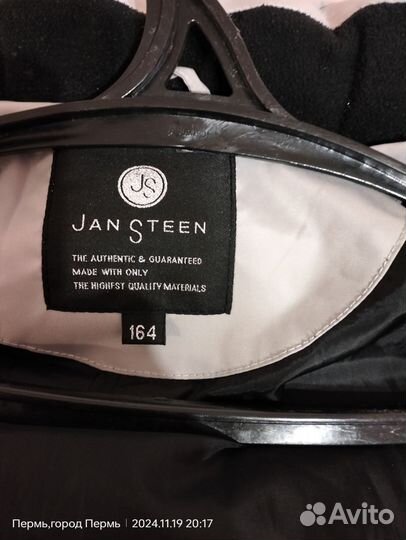 JS
JAN STEEN
THE AUTHENTIC & GUARANTEED
MADE WITH ONLY
THE HIGHEST QUALITY MATERIALS
164
Пермь,город Пермь | 2024.11.19 20:17
Avito